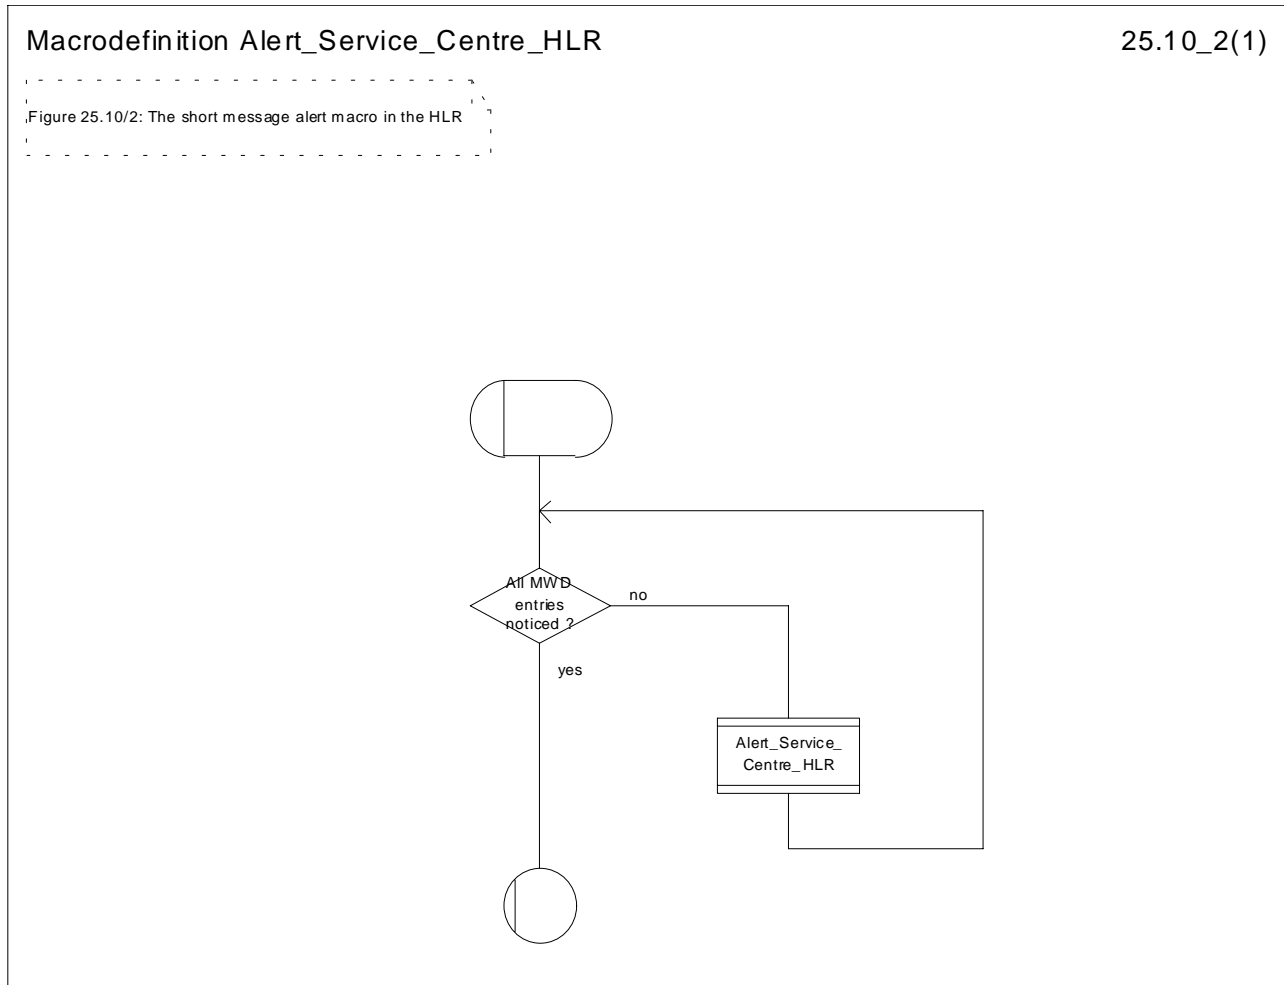 Macrodefinition Alert_Service_Centre_HLR
25.10_2(1)
Figure 25.10/2: The short message alert macro in the HLR
All MWD
entries
noticed ?
no
yes
Alert_Service_
Centre_HLR